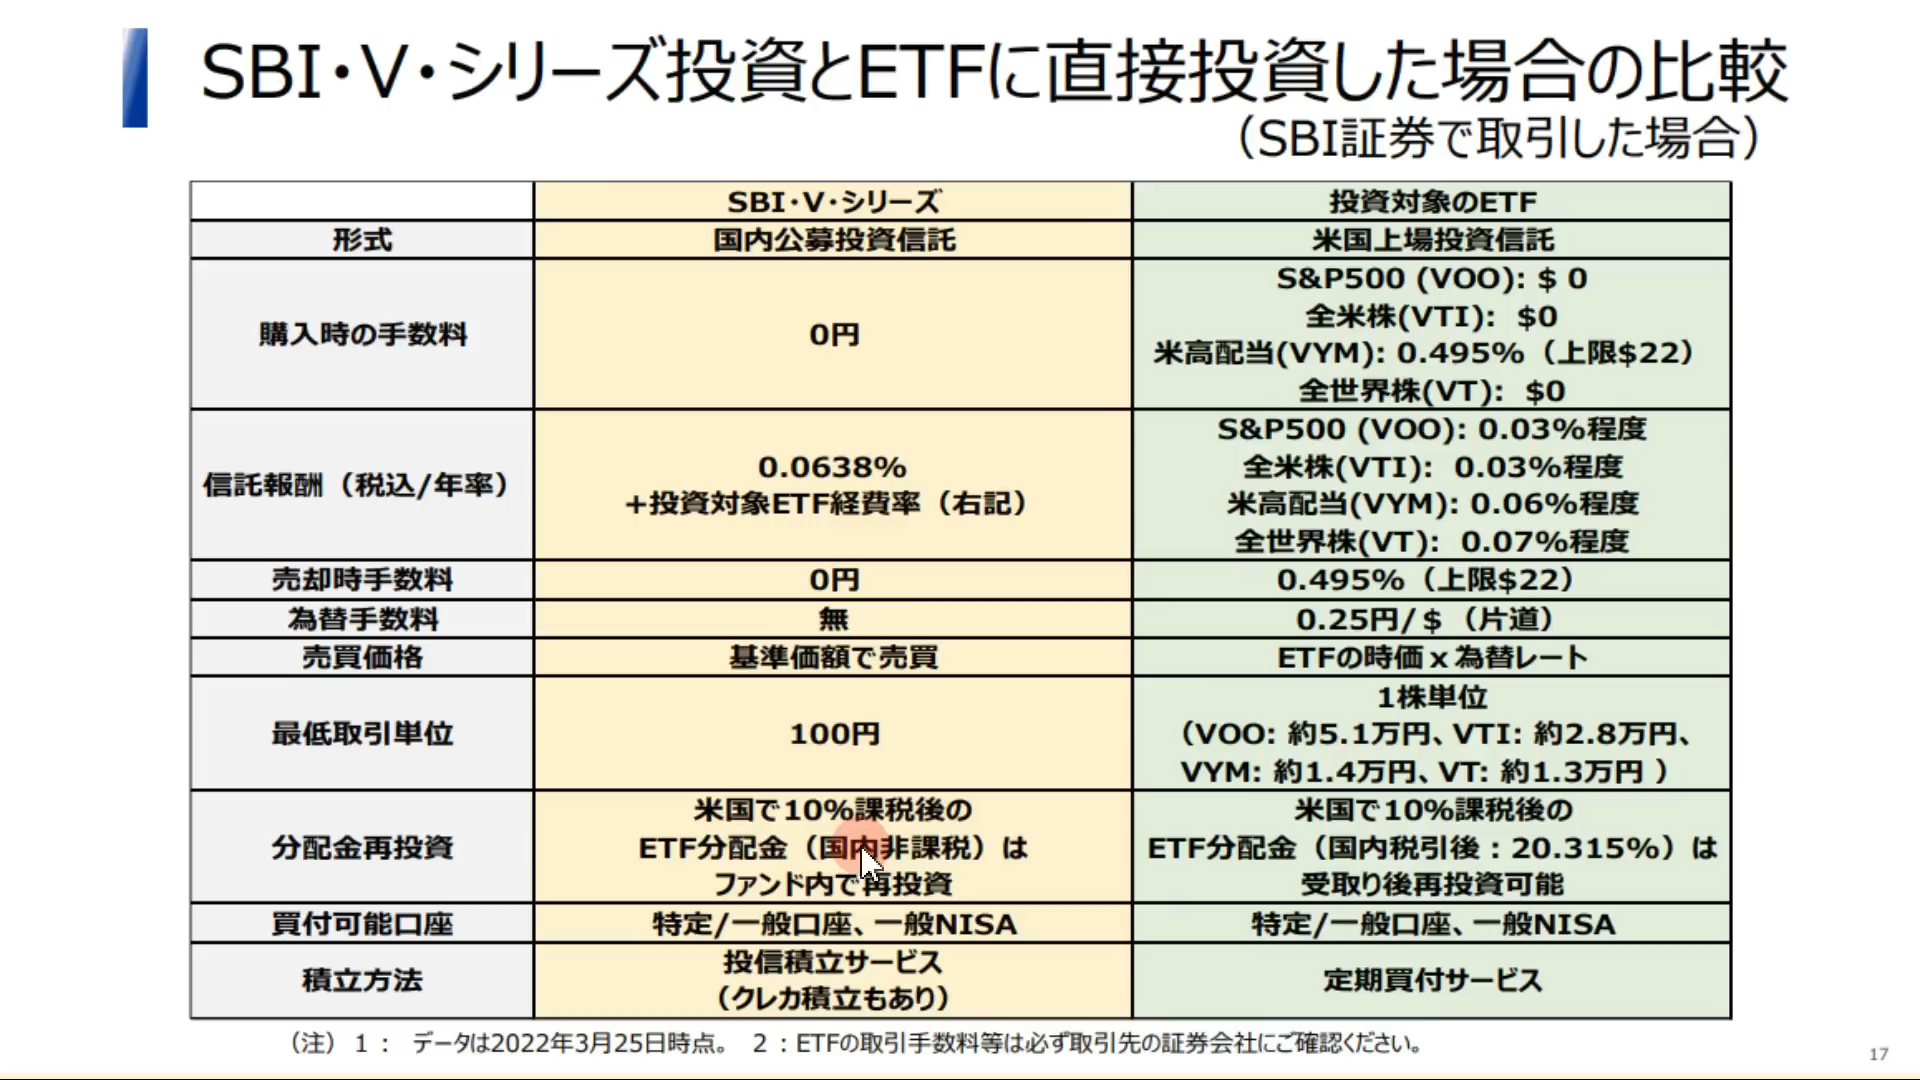 SBI・V・シリーズ投資とETFに直接投資した場合の比較
（SBI証券で取引した場合）
SBI・V・シリーズ
投資対象のETF
形式
国内公募投資信託
米国上場投資信託
購入時の手数料
0円
S&P500 (VOO): $ 0
全米株(VTI): $0
米高配当(VYM): 0.495%（上限$22）
全世界株(VT): $0
信託報酬（税込/年率）
0.0638%
+投資対象ETF経費率（右記）
S&P500 (VOO): 0.03%程度
全米株(VTI): 0.03%程度
米高配当(VYM): 0.06%程度
全世界株(VT): 0.07%程度
売却時手数料
0円
0.495%（上限$22）
為替手数料
無
0.25円/＄（片道）
売買価格
基準価額で売買
ETFの時価 x 為替レート
最低取引単位
100円
1株単位
（VOO: 約5.1万円、VTI: 約2.8万円、
VYM: 約1.4万円、VT: 約1.3万円 ）
分配金再投資
米国で10%課税後の
ETF分配金（国内非課税）は
ファンド内で再投資
米国で10%課税後の
ETF分配金（国内税引後：20.315%）は
受取り後再投資可能
買付可能口座
特定/一般口座、一般NISA
特定/一般口座、一般NISA
積立方法
投信積立サービス
（クレカ積立もあり）
定期買付サービス
（注）１： データは2022年3月25日時点。 ２：ETFの取引手数料等は必ず取引先の証券会社にご確認ください。
17